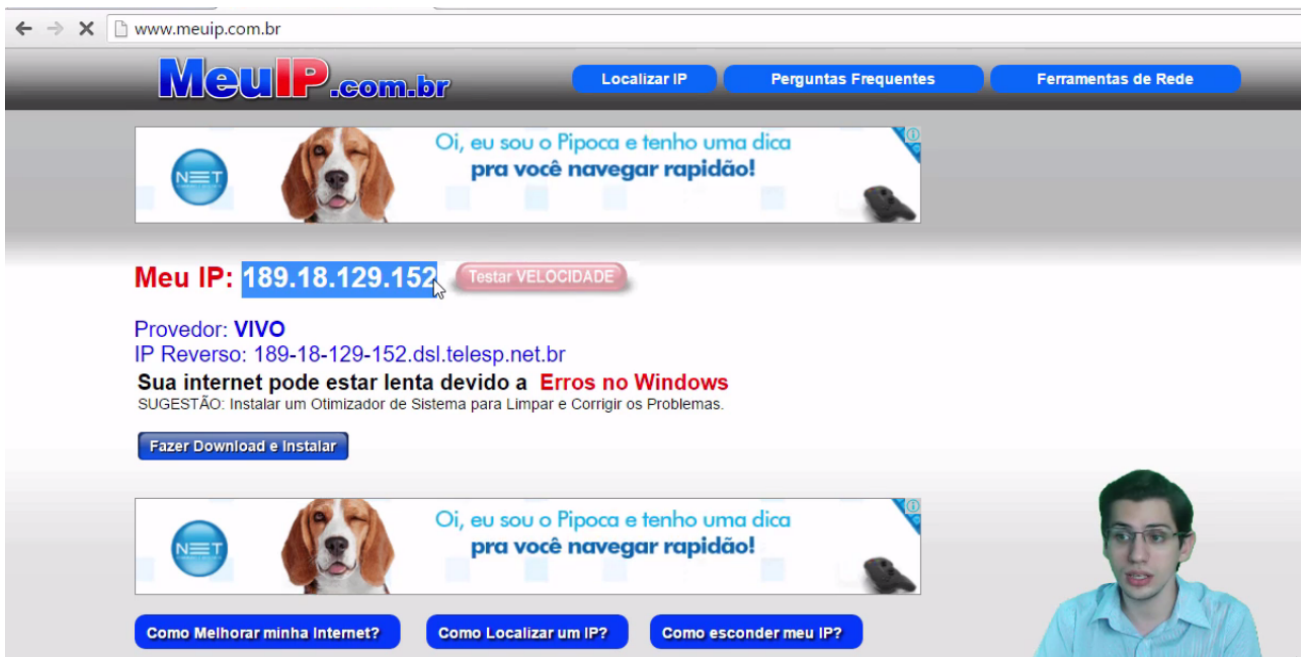 www.meuip.com.br
MeuIP.com.br
Localizar IP
Perguntas Frequentes
Ferramentas de Rede
NET
Oi, eu sou o Pipoca e tenho uma dica
pra você navegar rapidão!
Meu IP: 189.18.129.152
Testar VELOCIDADE
Provedor: VIVO
IP Reverso: 189-18-129-152.dsl.telesp.net.br
Sua internet pode estar lenta devido a Erros no Windows
SUGESTÃO: Instalar um Otimizador de Sistema para Limpar e Corrigir os Problemas.
Fazer Download e Instalar
NET
Oi, eu sou o Pipoca e tenho uma dica
pra você navegar rapidão!
Como Melhorar minha Internet?
Como Localizar um IP?
Como esconder meu IP?